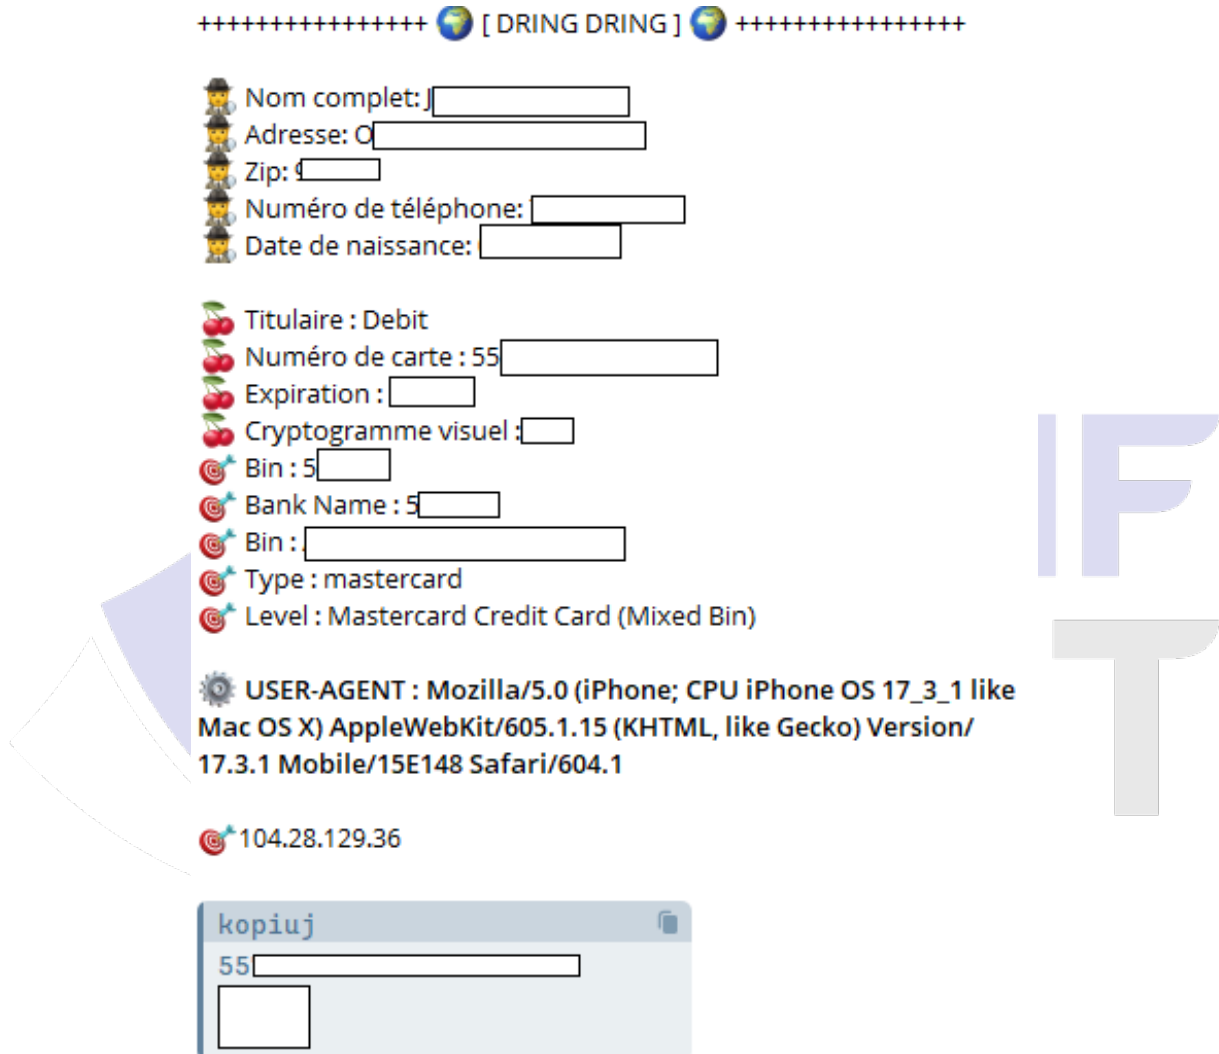 ++++++++++++++++ 🌍 [ DRING DRING ] 🌍 ++++++++++++++++
🕵️ Nom complet: J
🕵️ Adresse: O
🕵️ Zip: 9
🕵️ Numéro de téléphone:
🕵️ Date de naissance:
🍒 Titulaire : Debit
🍒 Numéro de carte : 55
🍒 Expiration :
🍒 Cryptogramme visuel :
🎯 Bin : 5
🎯 Bank Name : 5
🎯 Bin :
🎯 Type : mastercard
🎯 Level : Mastercard Credit Card (Mixed Bin)
⚙️ USER-AGENT : Mozilla/5.0 (iPhone; CPU iPhone OS 17_3_1 like
Mac OS X) AppleWebKit/605.1.15 (KHTML, like Gecko) Version/
17.3.1 Mobile/15E148 Safari/604.1
🎯104.28.129.36
kopiuj
55
IF
T